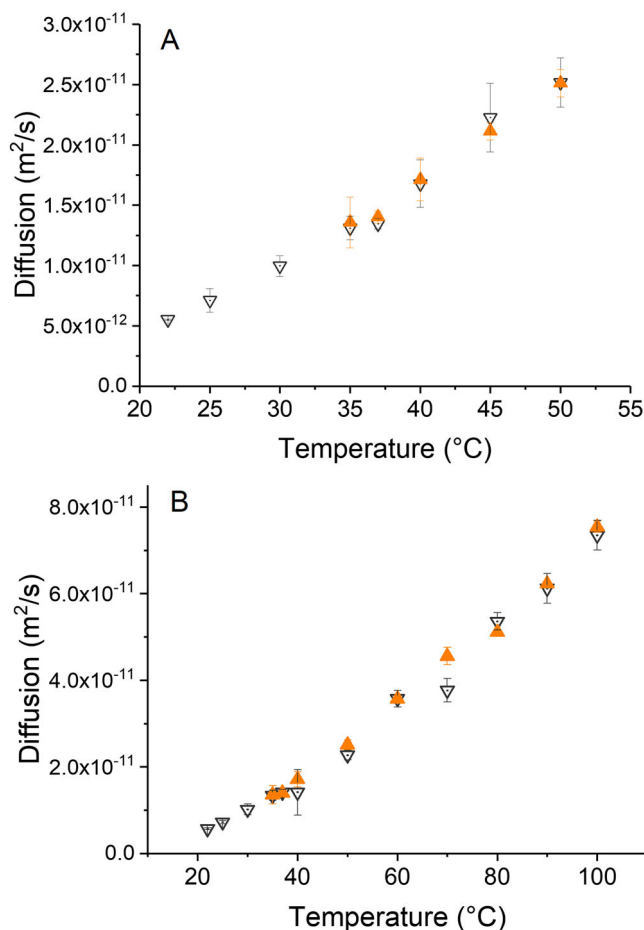 A
3.0x10⁻¹¹
2.5x10⁻¹¹
2.0x10⁻¹¹
1.5x10⁻¹¹
1.0x10⁻¹¹
5.0x10⁻¹²
0.0
Diffusion (m²/s)
20 25 30 35 40 45 50 55
Temperature (°C)
B
8.0x10⁻¹¹
6.0x10⁻¹¹
4.0x10⁻¹¹
2.0x10⁻¹¹
0.0
Diffusion (m²/s)
20 40 60 80 100
Temperature (°C)